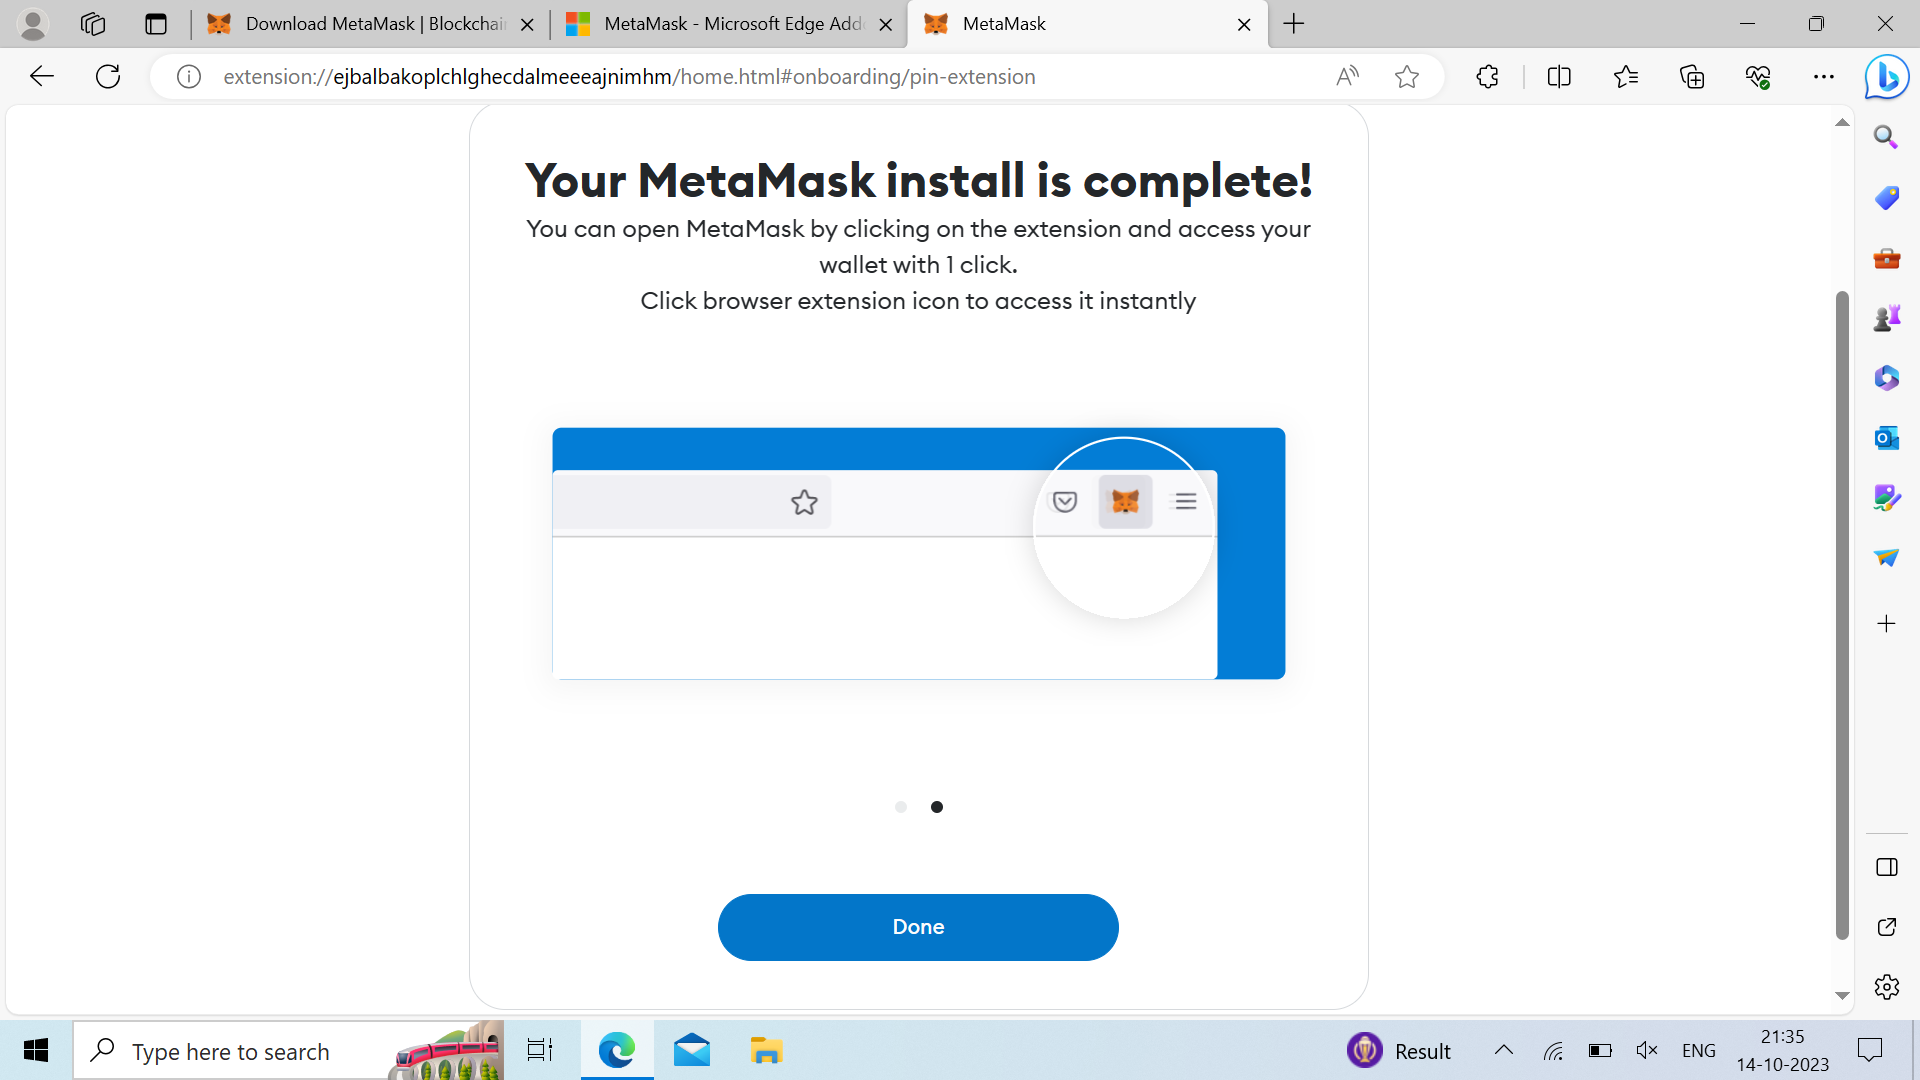 Download MetaMask | Blockchain
MetaMask - Microsoft Edge Add
MetaMask
extension://ejbalbakoplchlghecdalmeeeajnimhm/home.html#onboarding/pin-extension
Your MetaMask install is complete!
You can open MetaMask by clicking on the extension and access your
wallet with 1 click.
Click browser extension icon to access it instantly
Done
Type here to search
Result
ENG
21:35
14-10-2023